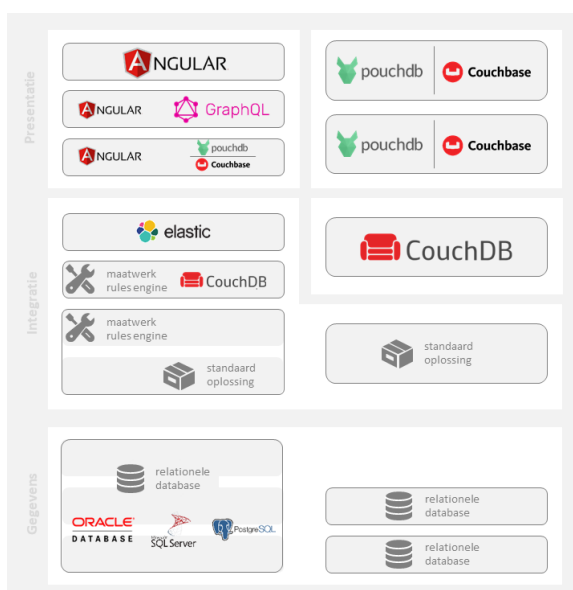 Presentatie
ANGULAR
ANGULAR GraphQL
ANGULAR pouchdb
Couchbase
pouchdb Couchbase
pouchdb Couchbase
Integratie
elastic
maatwerk
rules engine
CouchDB
maatwerk
rules engine
standaard
oplossing
CouchDB
standaard
oplossing
Gegevens
relationele
database
ORACLE
DATABASE
Microsoft
SQL Server
PostgreSQL
relationele
database
relationele
database